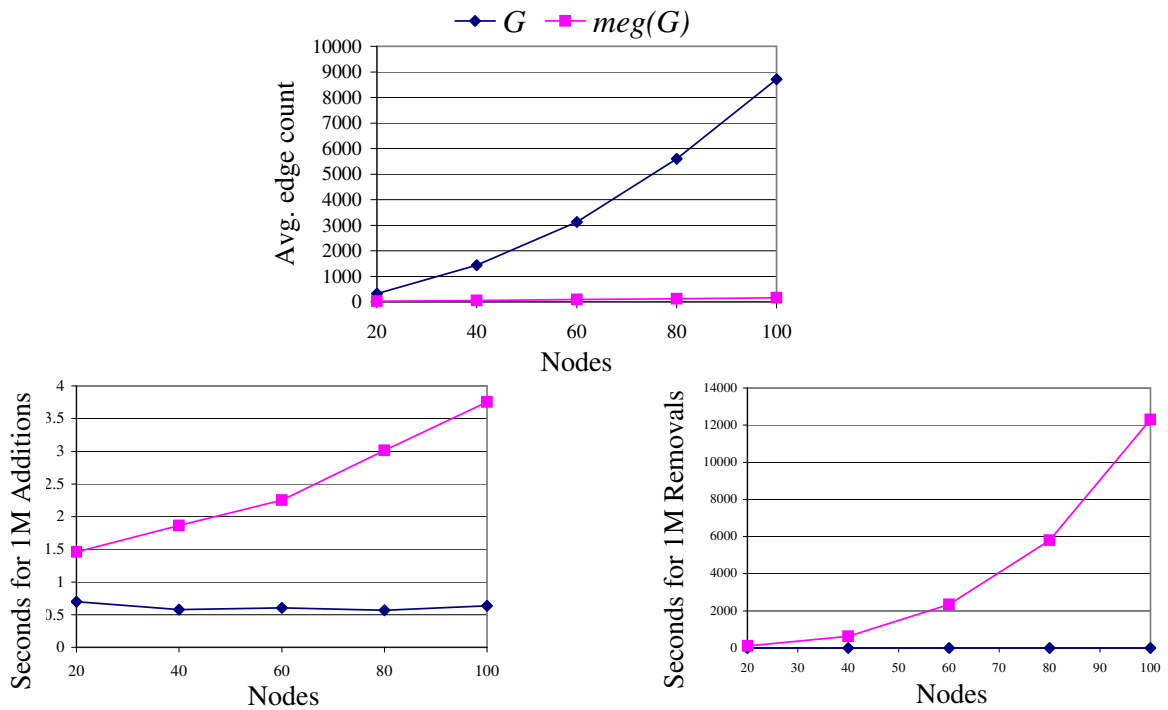 G meg(G)
10000
9000
8000
7000
6000
5000
4000
3000
2000
1000
0
Avg. edge count
20 40 60 80 100
Nodes
4
3.5
3
2.5
2
1.5
1
0.5
0
Seconds for 1M Additions
20 40 60 80 100
Nodes
14000
12000
10000
8000
6000
4000
2000
0
Seconds for 1M Removals
20 30 40 50 60 70 80 90 100
Nodes